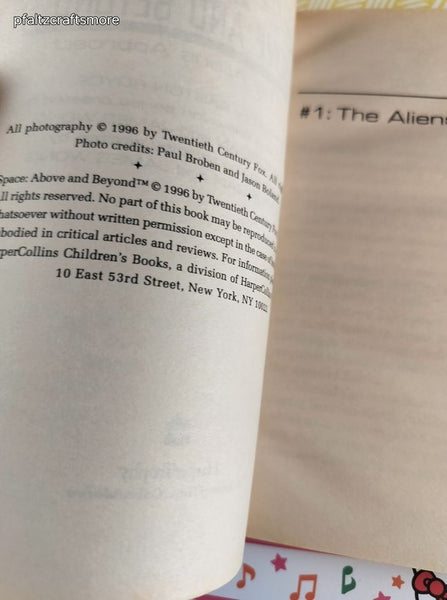 pfaltzcraftsmore
All photography © 1996 by Twentieth Century Fox. All
Photo credits: Paul Broben and Jason
Space: Above and Beyond™ © 1996 by Twentieth Century Fox
ll rights reserved. No part of this book may be reproduced
hatsoever without written permission except in the case of
bodied in critical articles and reviews. For information
perCollins Children's Books, a division of HarperColl
10 East 53rd Street, New York, NY 10022
#1: The Aliens